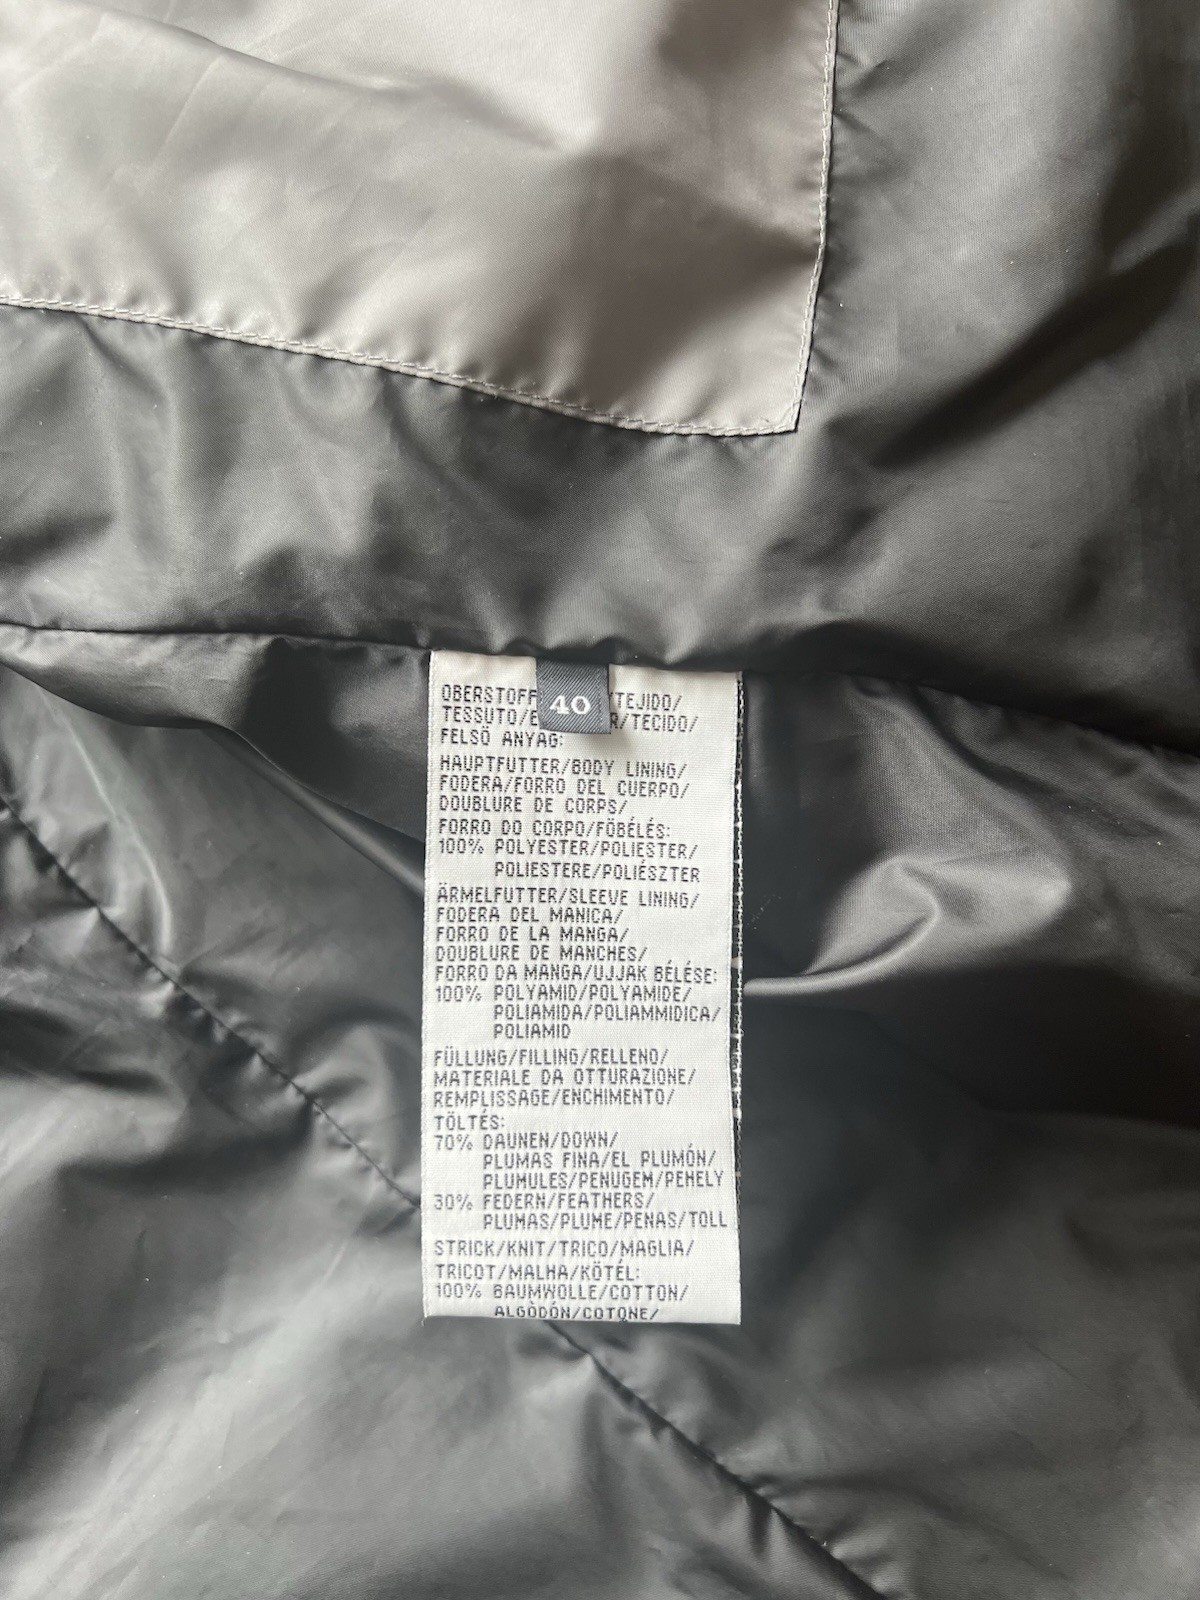 OBERSTOFF /TEJIDO/
40
TESSUTO/E R/TECIDO/
FELSÖ ANYAG:
HAUPTFUTTER/BODY LINING/
FODERA/FORRO DEL CUERPO/
DOUBLURE DE CORPS/
FORRO DO CORPO/FÖBÉLÉS:
100% POLYESTER/POLIESTER/
POLIESTERE/POLIÉSZTER
ÄRMELFUTTER/SLEEVE LINING/
FODERA DEL MANICA/
FORRO DE LA MANGA/
DOUBLURE DE MANCHES/
FORRO DA MANGA/UJJAK BÉLÉSE:
100% POLYAMID/POLYAMIDE/
POLIAMIDA/POLIAMMIDICA/
POLIAMID
FÜLLUNG/FILLING/RELLENO/
MATERIALE DA OTTURAZIONE/
REMPLISSAGE/ENCHIMENTO/
TÖLTÉS:
70% DAUNEN/DOWN/
PLUMAS FINA/EL PLUMÓN/
PLUMULES/PENUGEM/PEHELY
30% FEDERN/FEATHERS/
PLUMAS/PLUME/PENAS/TOLL
STRICK/KNIT/TRICO/MAGLIA/
TRICOT/MALHA/KÖTÉL:
100% BAUMWOLLE/COTTON/
ALGÒDÓN/COTONE/